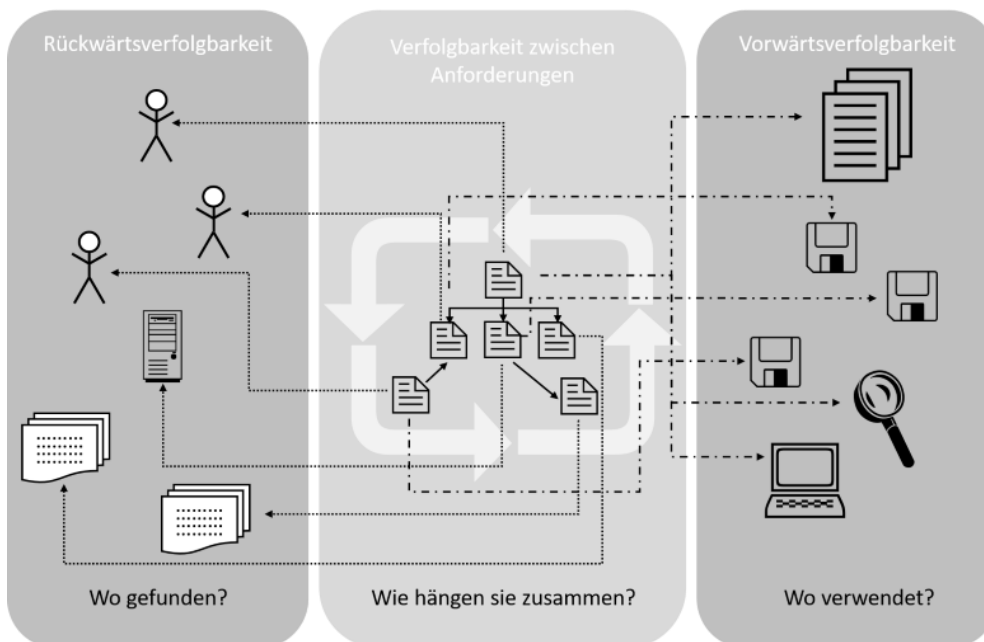 Rückwärtsverfolgbarkeit
Verfolgbarkeit zwischen
Anforderungen
Vorwärtsverfolgbarkeit
Wo gefunden?
Wie hängen sie zusammen?
Wo verwendet?